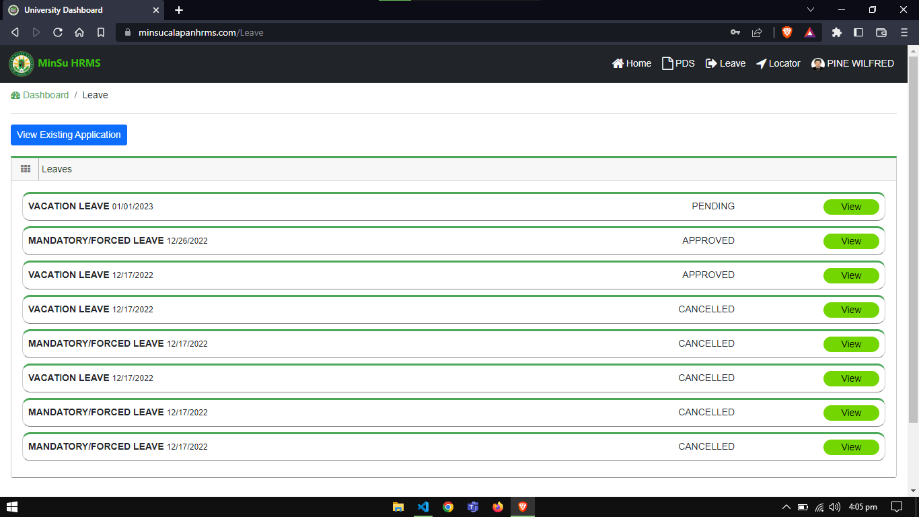 University Dashboard
minsucalapanhrms.com/Leave
MinSu HRMS
Home PDS Leave Locator PINE WILFRED
Dashboard / Leave
View Existing Application
Leaves
VACATION LEAVE 01/01/2023 PENDING View
MANDATORY/FORCED LEAVE 12/26/2022 APPROVED View
VACATION LEAVE 12/17/2022 APPROVED View
VACATION LEAVE 12/17/2022 CANCELLED View
MANDATORY/FORCED LEAVE 12/17/2022 CANCELLED View
VACATION LEAVE 12/17/2022 CANCELLED View
MANDATORY/FORCED LEAVE 12/17/2022 CANCELLED View
MANDATORY/FORCED LEAVE 12/17/2022 CANCELLED View
4:05 pm